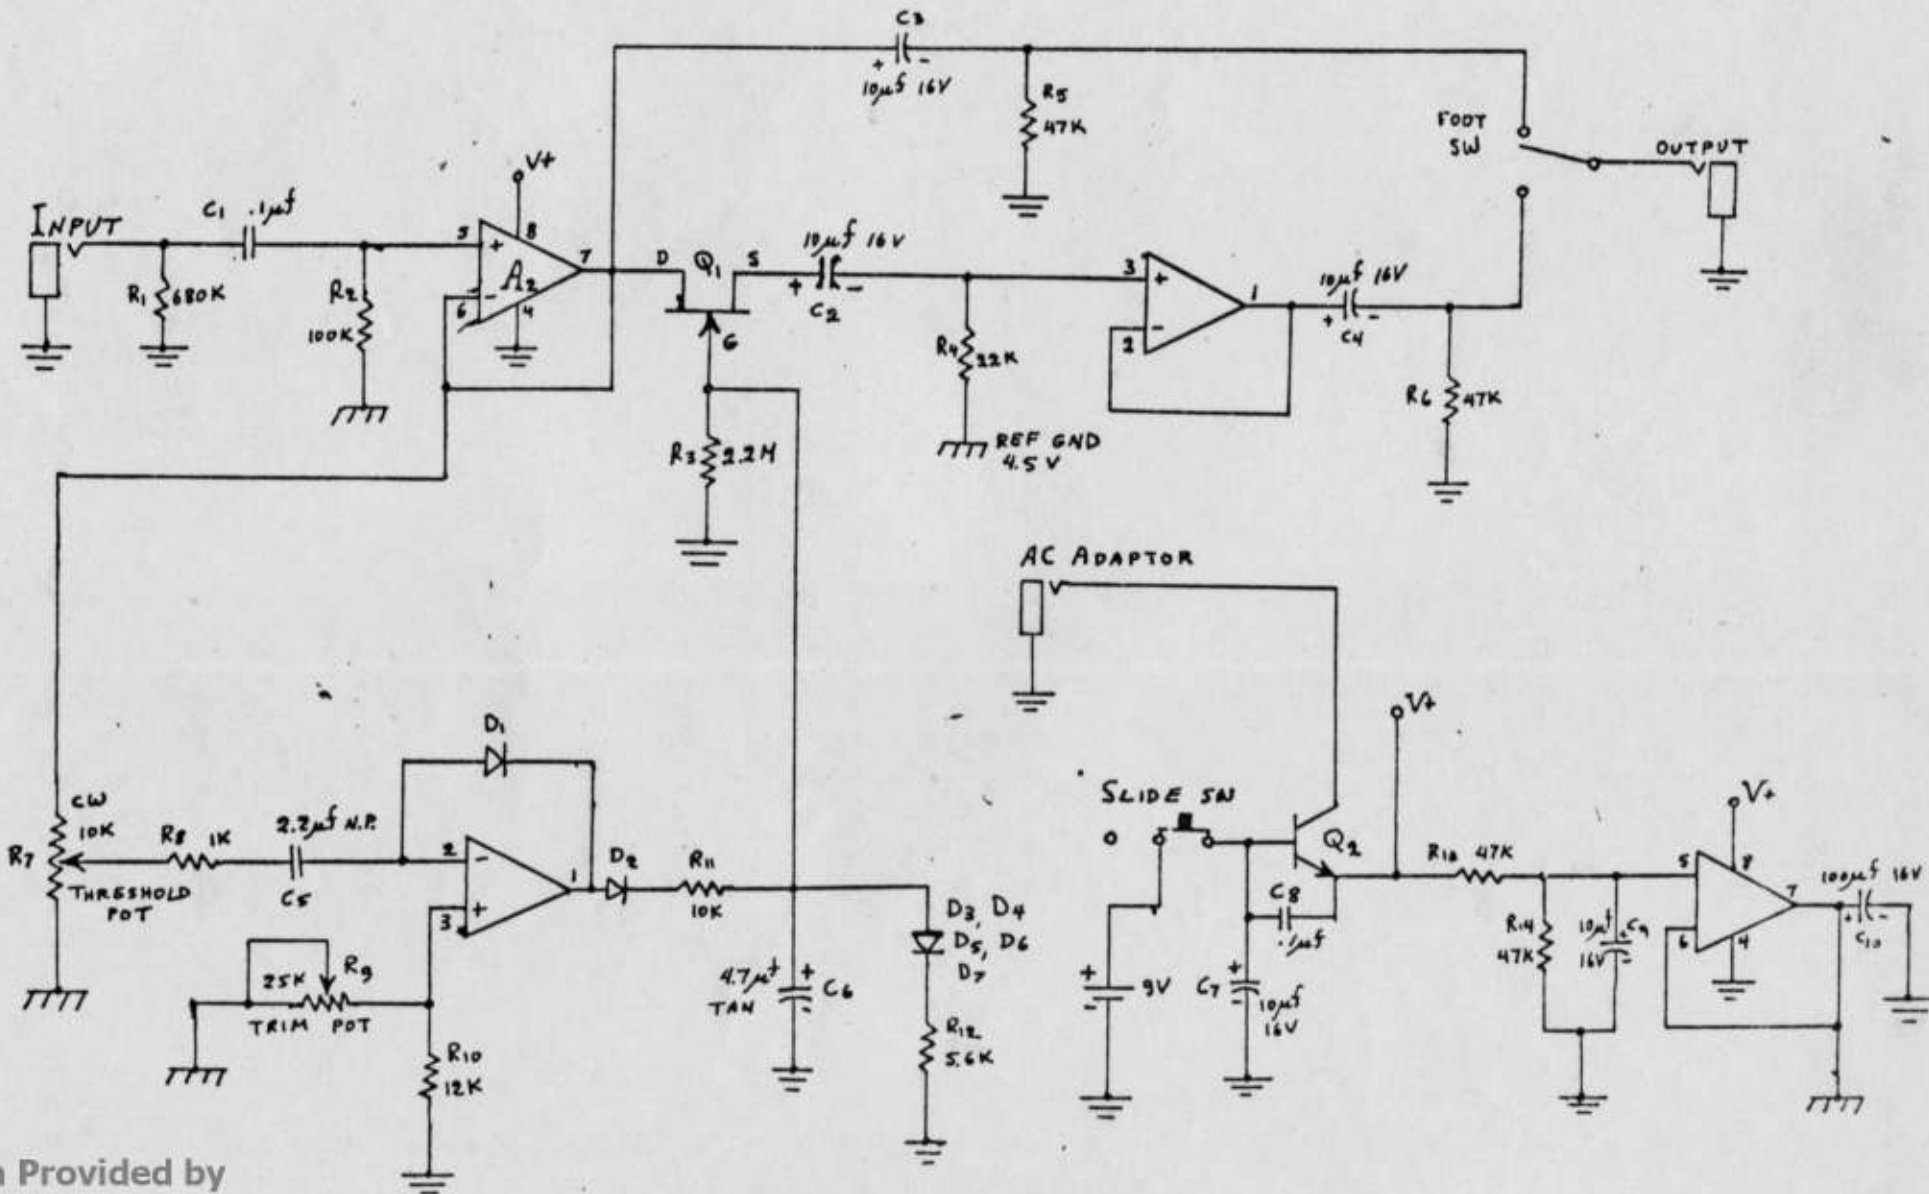 C3
+ -
10µf 16V
R5
47K
FOOT
SW
OUTPUT
INPUT
C1 .1µf
R1 680K
R2
100K
V+
5
+
8
A2
7
-
6
4
D Q1 S
G
10µf 16V
+ -
C2
R3 2.2M
R4 22K
REF GND
4.5V
3
+
1
-
2
10µf 16V
+ -
C4
R6 47K
AC ADAPTOR
D1
CW
10K
R7
THRESHOLD
POT
R8 1K
2.2µf N.P.
C5
2
-
1
+
3
D2
R11
10K
25K R9
TRIM POT
R10
12K
4.7µf
TAN
+
-
C6
D3, D4
D5, D6
D7
R12
5.6K
SLIDE SW
Q2
V+
+
-
9V
C8
.1µf
C7
+
-
10µf
16V
R13 47K
R14
47K
10µf
16V
+
-
C9
V+
5
8
+
7
-
6
4
100µf 16V
+ -
C10
n Provided by